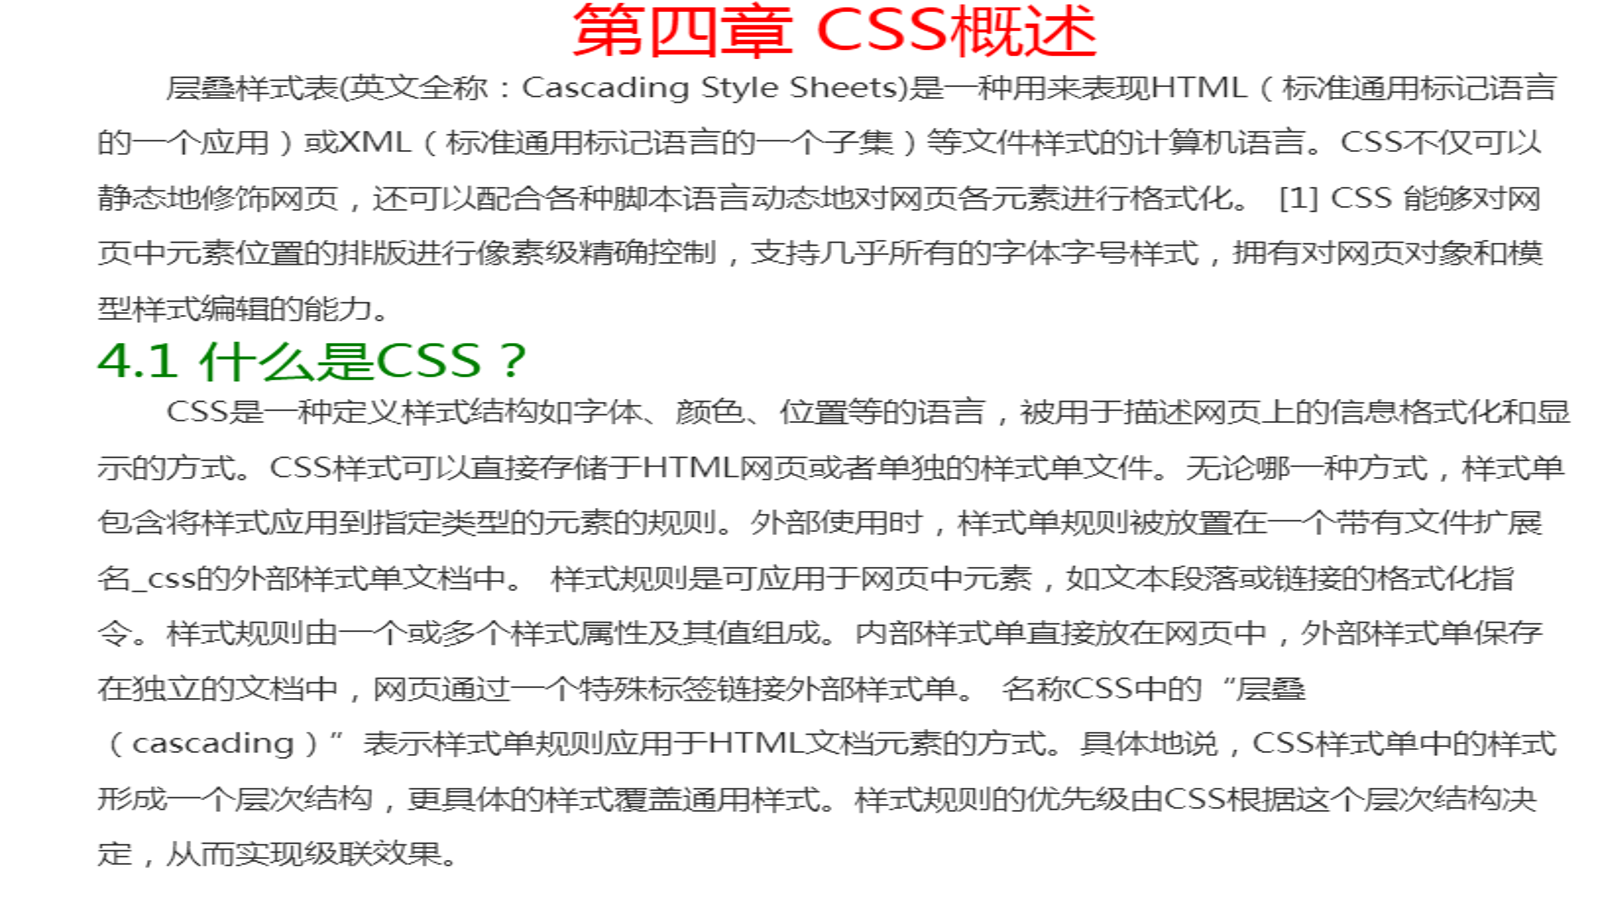 第四章 CSS概述
层叠样式表(英文全称：Cascading Style Sheets)是一种用来表现HTML（标准通用标记语言
的一个应用）或XML（标准通用标记语言的一个子集）等文件样式的计算机语言。CSS不仅可以
静态地修饰网页，还可以配合各种脚本语言动态地对网页各元素进行格式化。 [1] CSS 能够对网
页中元素位置的排版进行像素级精确控制，支持几乎所有的字体字号样式，拥有对网页对象和模
型样式编辑的能力。
4.1 什么是CSS？
CSS是一种定义样式结构如字体、颜色、位置等的语言，被用于描述网页上的信息格式化和显
示的方式。CSS样式可以直接存储于HTML网页或者单独的样式单文件。无论哪一种方式，样式单
包含将样式应用到指定类型的元素的规则。外部使用时，样式单规则被放置在一个带有文件扩展
名_css的外部样式单文档中。 样式规则是可应用于网页中元素，如文本段落或链接的格式化指
令。样式规则由一个或多个样式属性及其值组成。内部样式单直接放在网页中，外部样式单保存
在独立的文档中，网页通过一个特殊标签链接外部样式单。 名称CSS中的“层叠
（cascading）”表示样式单规则应用于HTML文档元素的方式。具体地说，CSS样式单中的样式
形成一个层次结构，更具体的样式覆盖通用样式。样式规则的优先级由CSS根据这个层次结构决
定，从而实现级联效果。